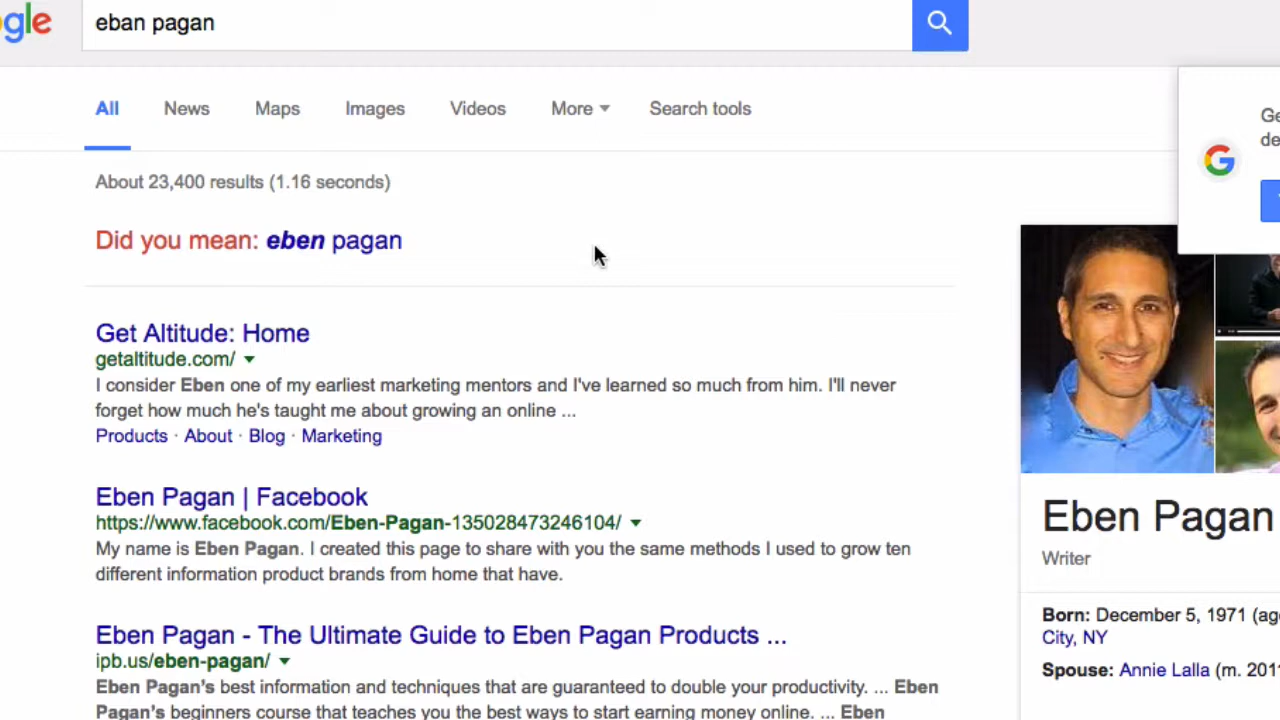 gle
eban pagan
All News Maps Images Videos More Search tools
Ge
de
About 23,400 results (1.16 seconds)
Did you mean: eben pagan
Get Altitude: Home
getaltitude.com/
I consider Eben one of my earliest marketing mentors and I've learned so much from him. I'll never
forget how much he's taught me about growing an online ...
Products · About · Blog · Marketing
Eben Pagan | Facebook
https://www.facebook.com/Eben-Pagan-135028473246104/
My name is Eben Pagan. I created this page to share with you the same methods I used to grow ten
different information product brands from home that have.
Eben Pagan - The Ultimate Guide to Eben Pagan Products ...
ipb.us/eben-pagan/
Eben Pagan's best information and techniques that are guaranteed to double your productivity. ... Eben
Pagan's beginners course that teaches you the best ways to start earning money online. ... Eben
Eben Pagan
Writer
Born: December 5, 1971 (age
City, NY
Spouse: Annie Lalla (m. 201